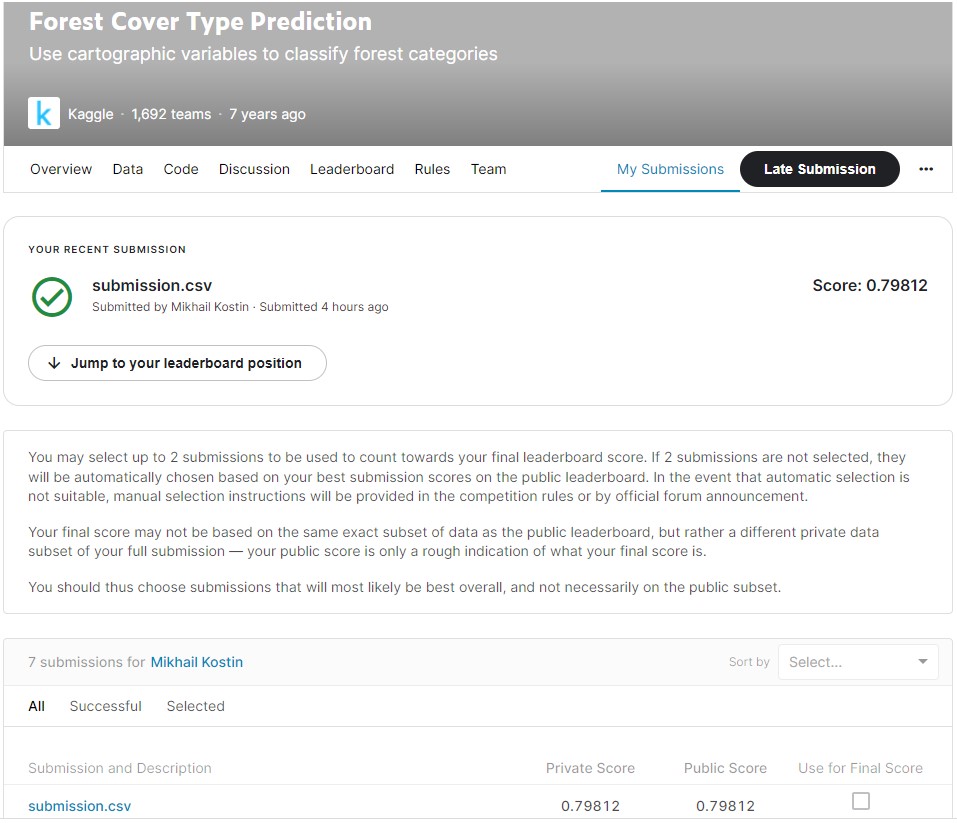 Forest Cover Type Prediction
Use cartographic variables to classify forest categories
k Kaggle · 1,692 teams · 7 years ago
Overview Data Code Discussion Leaderboard Rules Team My Submissions Late Submission ...
YOUR RECENT SUBMISSION
submission.csv Score: 0.79812
Submitted by Mikhail Kostin · Submitted 4 hours ago
Jump to your leaderboard position
You may select up to 2 submissions to be used to count towards your final leaderboard score. If 2 submissions are not selected, they
will be automatically chosen based on your best submission scores on the public leaderboard. In the event that automatic selection is
not suitable, manual selection instructions will be provided in the competition rules or by official forum announcement.
Your final score may not be based on the same exact subset of data as the public leaderboard, but rather a different private data
subset of your full submission — your public score is only a rough indication of what your final score is.
You should thus choose submissions that will most likely be best overall, and not necessarily on the public subset.
7 submissions for Mikhail Kostin Sort by Select...
All Successful Selected
Submission and Description Private Score Public Score Use for Final Score
submission.csv 0.79812 0.79812